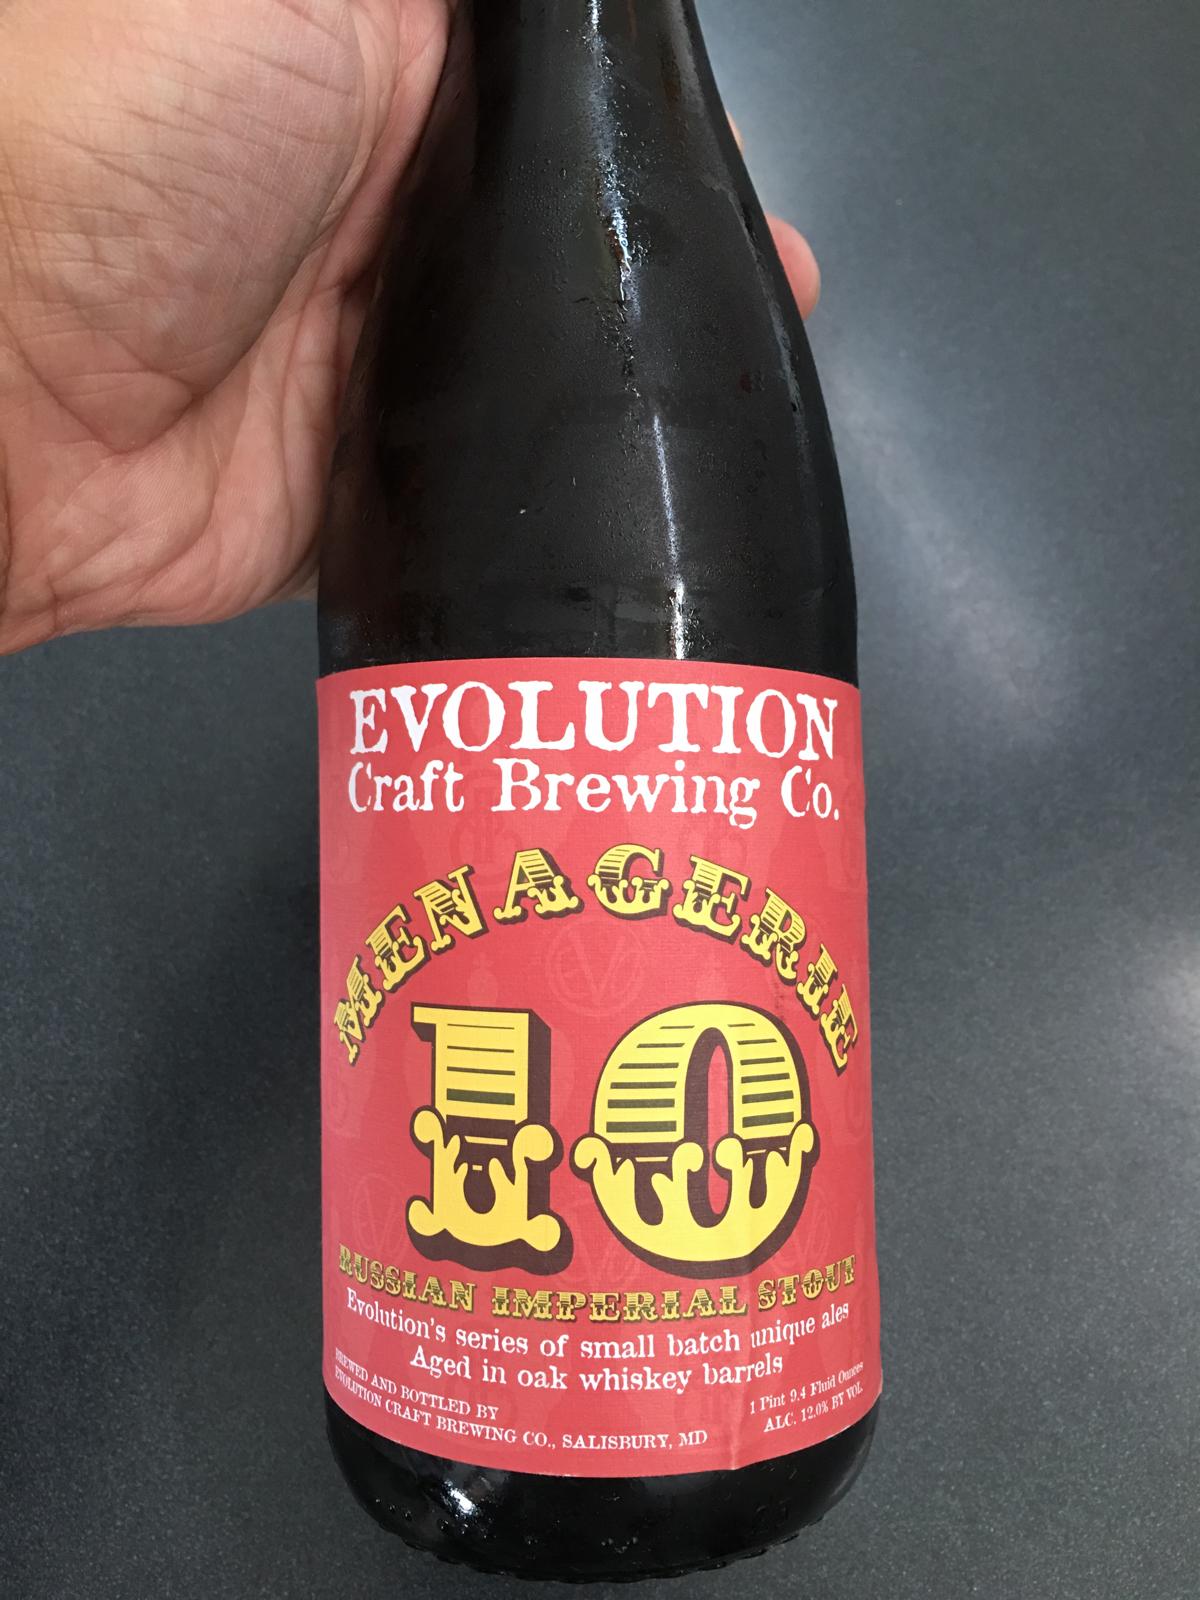 EVOLUTION
Craft Brewing Co.
MENAGERIE
10
RUSSIAN IMPERIAL STOUT
Evolution's series of small batch unique ales
Aged in oak whiskey barrels
BREWED AND BOTTLED BY
EVOLUTION CRAFT BREWING CO., SALISBURY, MD
1 Pint 9.4 Fluid Ounces
ALC. 12.0% BY VOL.